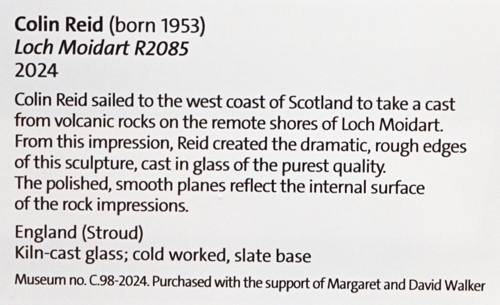 Colin Reid (born 1953)
Loch Moidart R2085
2024
Colin Reid sailed to the west coast of Scotland to take a cast
from volcanic rocks on the remote shores of Loch Moidart.
From this impression, Reid created the dramatic, rough edges
of this sculpture, cast in glass of the purest quality.
The polished, smooth planes reflect the internal surface
of the rock impressions.
England (Stroud)
Kiln-cast glass; cold worked, slate base
Museum no. C.98-2024. Purchased with the support of Margaret and David Walker